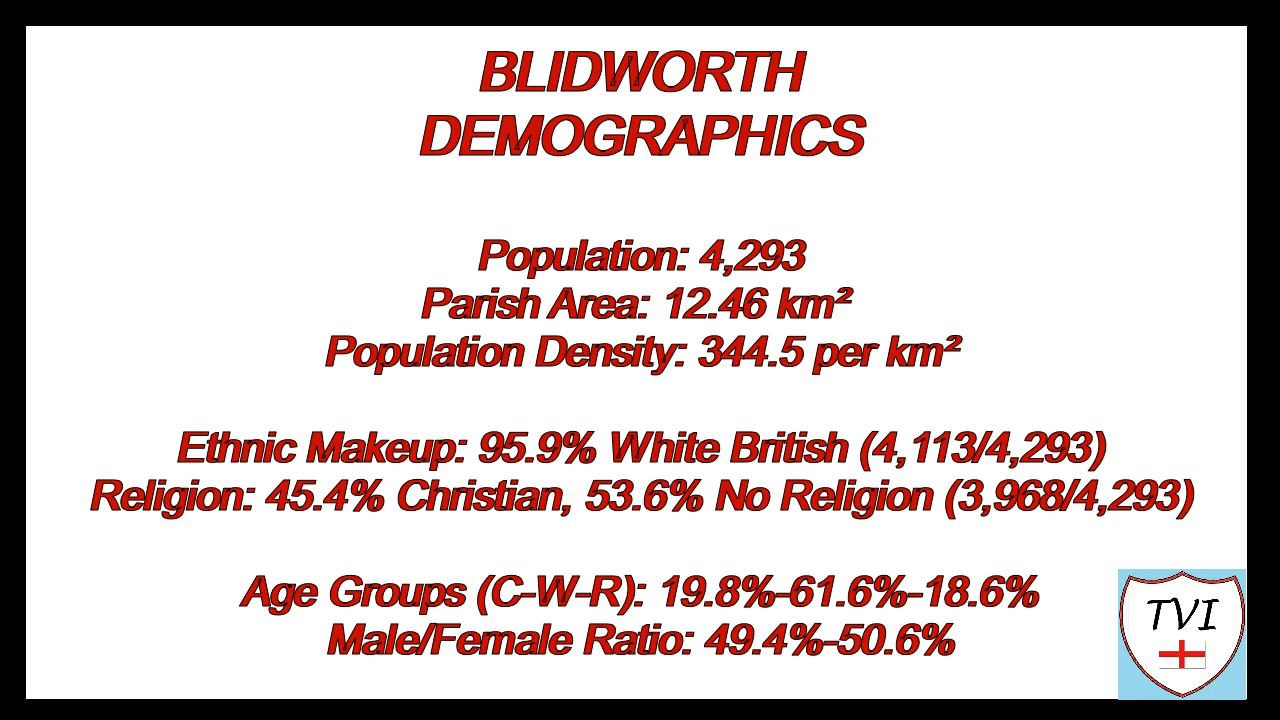 BLIDWORTH
DEMOGRAPHICS
Population: 4,293
Parish Area: 12.46 km²
Population Density: 344.5 per km²
Ethnic Makeup: 95.9% White British (4,113/4,293)
Religion: 45.4% Christian, 53.6% No Religion (3,968/4,293)
Age Groups (C-W-R): 19.8%-61.6%-18.6%
Male/Female Ratio: 49.4%-50.6%
TVI